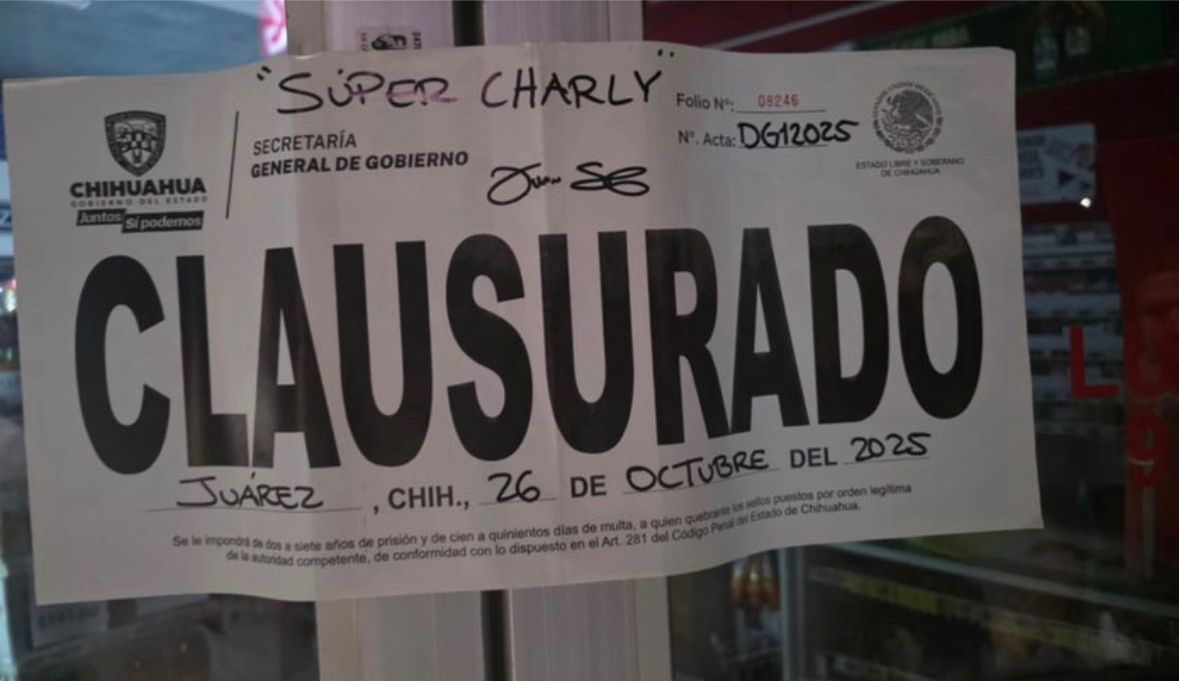 "SÚPER CHARLY"
Folio N°: 08246
N°. Acta: DG12025
SECRETARÍA
GENERAL DE GOBIERNO
CHIHUAHUA
GOBIERNO DEL ESTADO
Juntos
Sí podemos
ESTADOS UNIDOS MEXICANOS
ESTADO LIBRE Y SOBERANO
DE CHIHUAHUA
CLAUSURADO
JUÁREZ, CHIH., 26 DE OCTUBRE DEL 2025
Se le impondrá de dos a siete años de prisión y de cien a quinientos días de multa, a quien quebrante los sellos puestos por orden legítima
de la autoridad competente, de conformidad con lo dispuesto en el Art. 281 del Código Penal del Estado de Chihuahua.